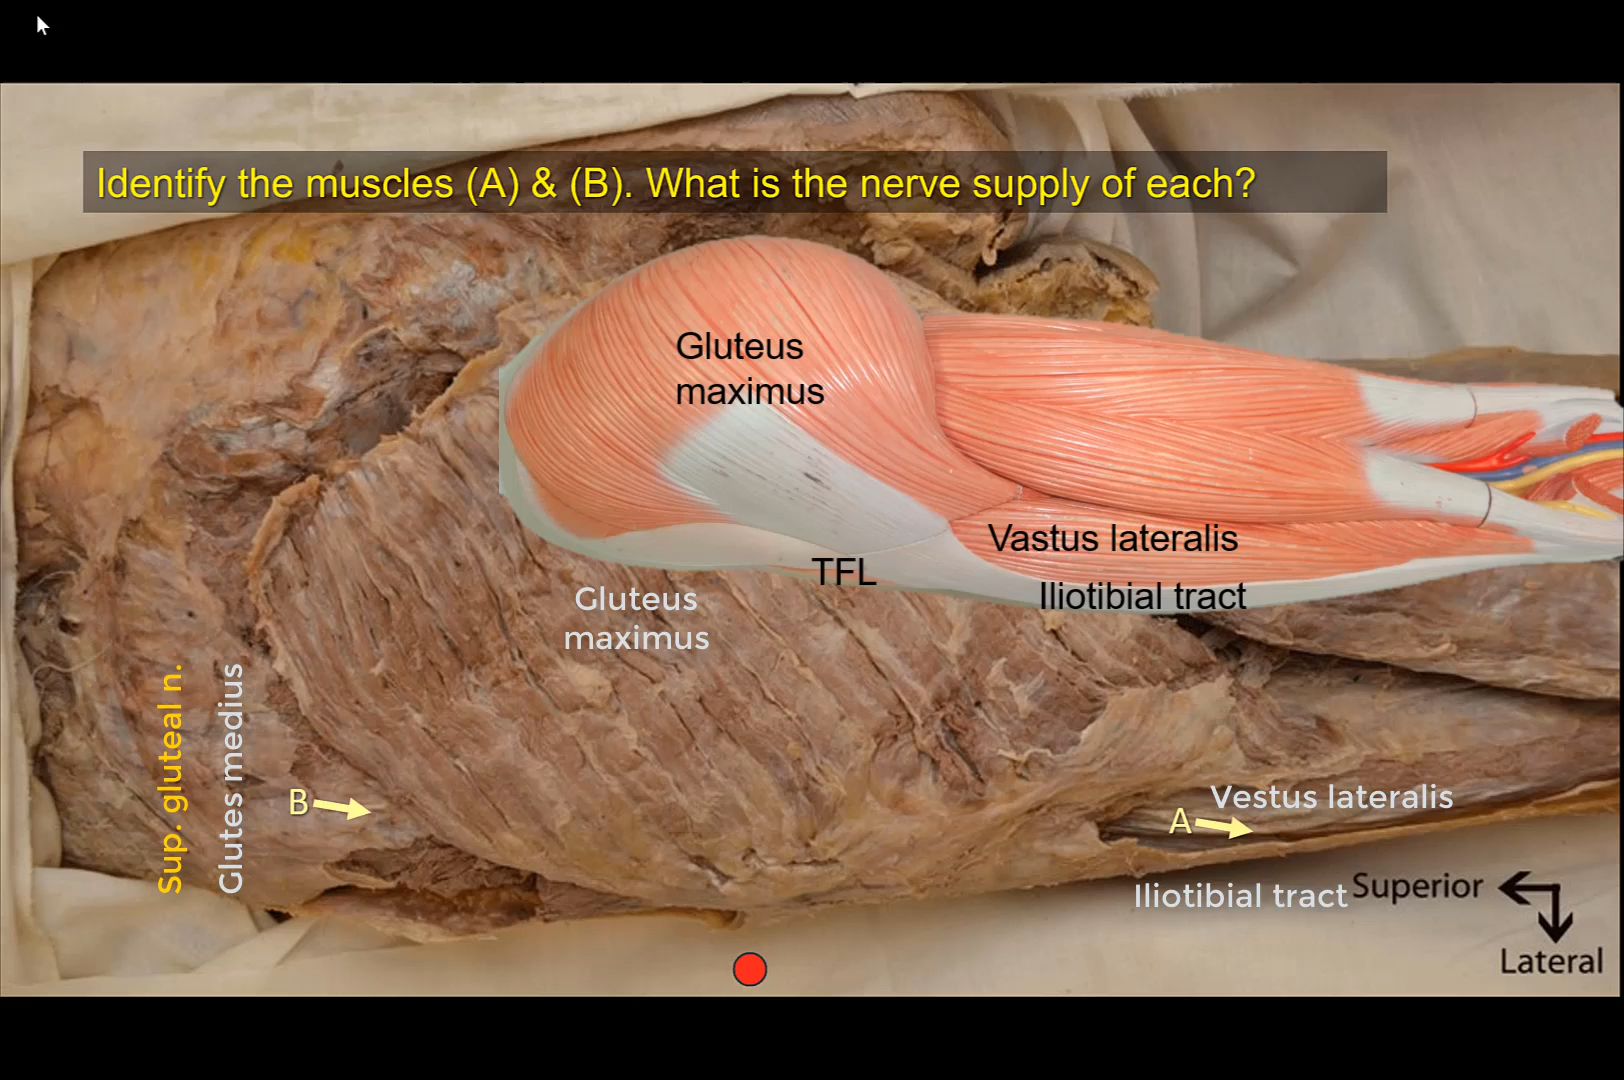 Identify the muscles (A) & (B). What is the nerve supply of each?
Gluteus
maximus
Vastus lateralis
TFL
Iliotibial tract
Gluteus
maximus
Sup. gluteal n.
Glutes medius
B
A
Vestus lateralis
Iliotibial tract
Superior
Lateral